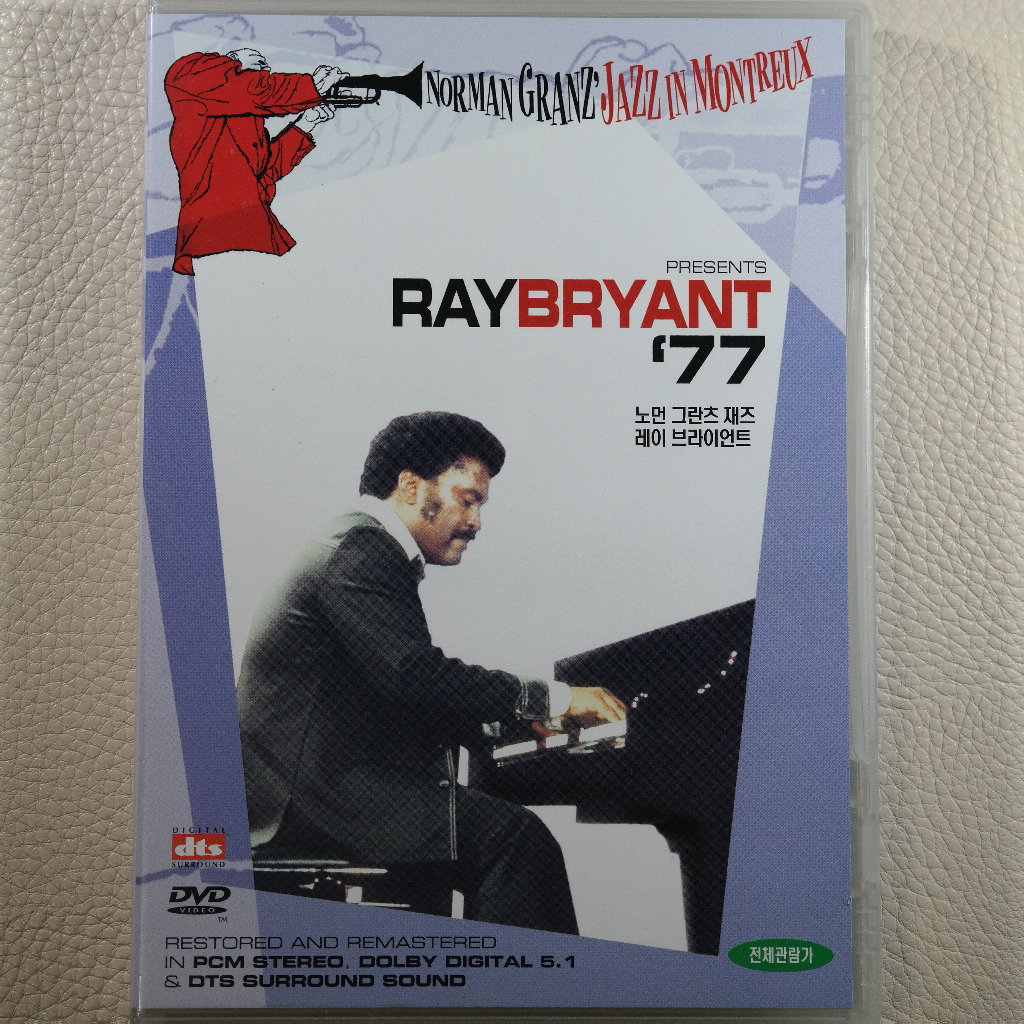 NORMAN GRANZ' JAZZ IN MONTREUX
PRESENTS
RAYBRYANT
'77
노먼 그란츠 재즈
레이 브라이언트
DIGITAL
dts
SURROUND
DVD
VIDEO
TM
RESTORED AND REMASTERED
IN PCM STEREO, DOLBY DIGITAL 5.1
& DTS SURROUND SOUND
전체관람가